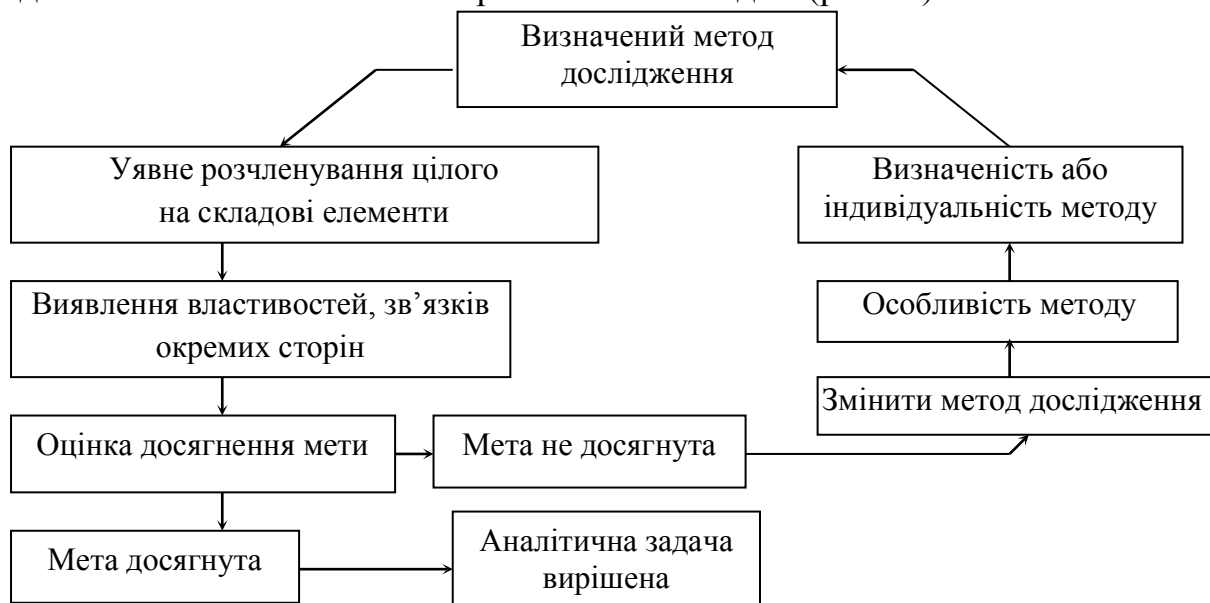 Визначений метод
дослідження
Уявне розчленування цілого
на складові елементи
Визначеність або
індивідуальність методу
Виявлення властивостей, зв’язків
окремих сторін
Особливість методу
Змінити метод дослідження
Оцінка досягнення мети
Мета не досягнута
Мета досягнута
Аналітична задача
вирішена